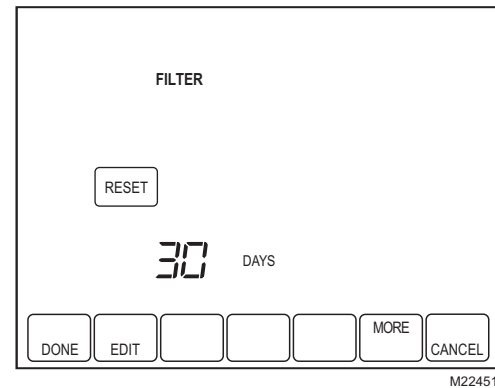 FILTER
RESET
30 DAYS
MORE
DONE EDIT CANCEL
M22451